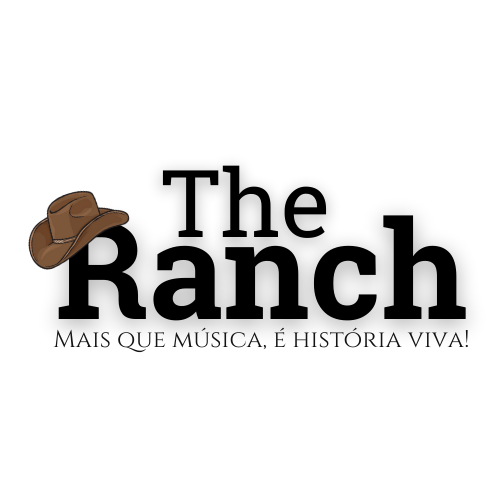 The
Ranch
Mais que música, é história viva!